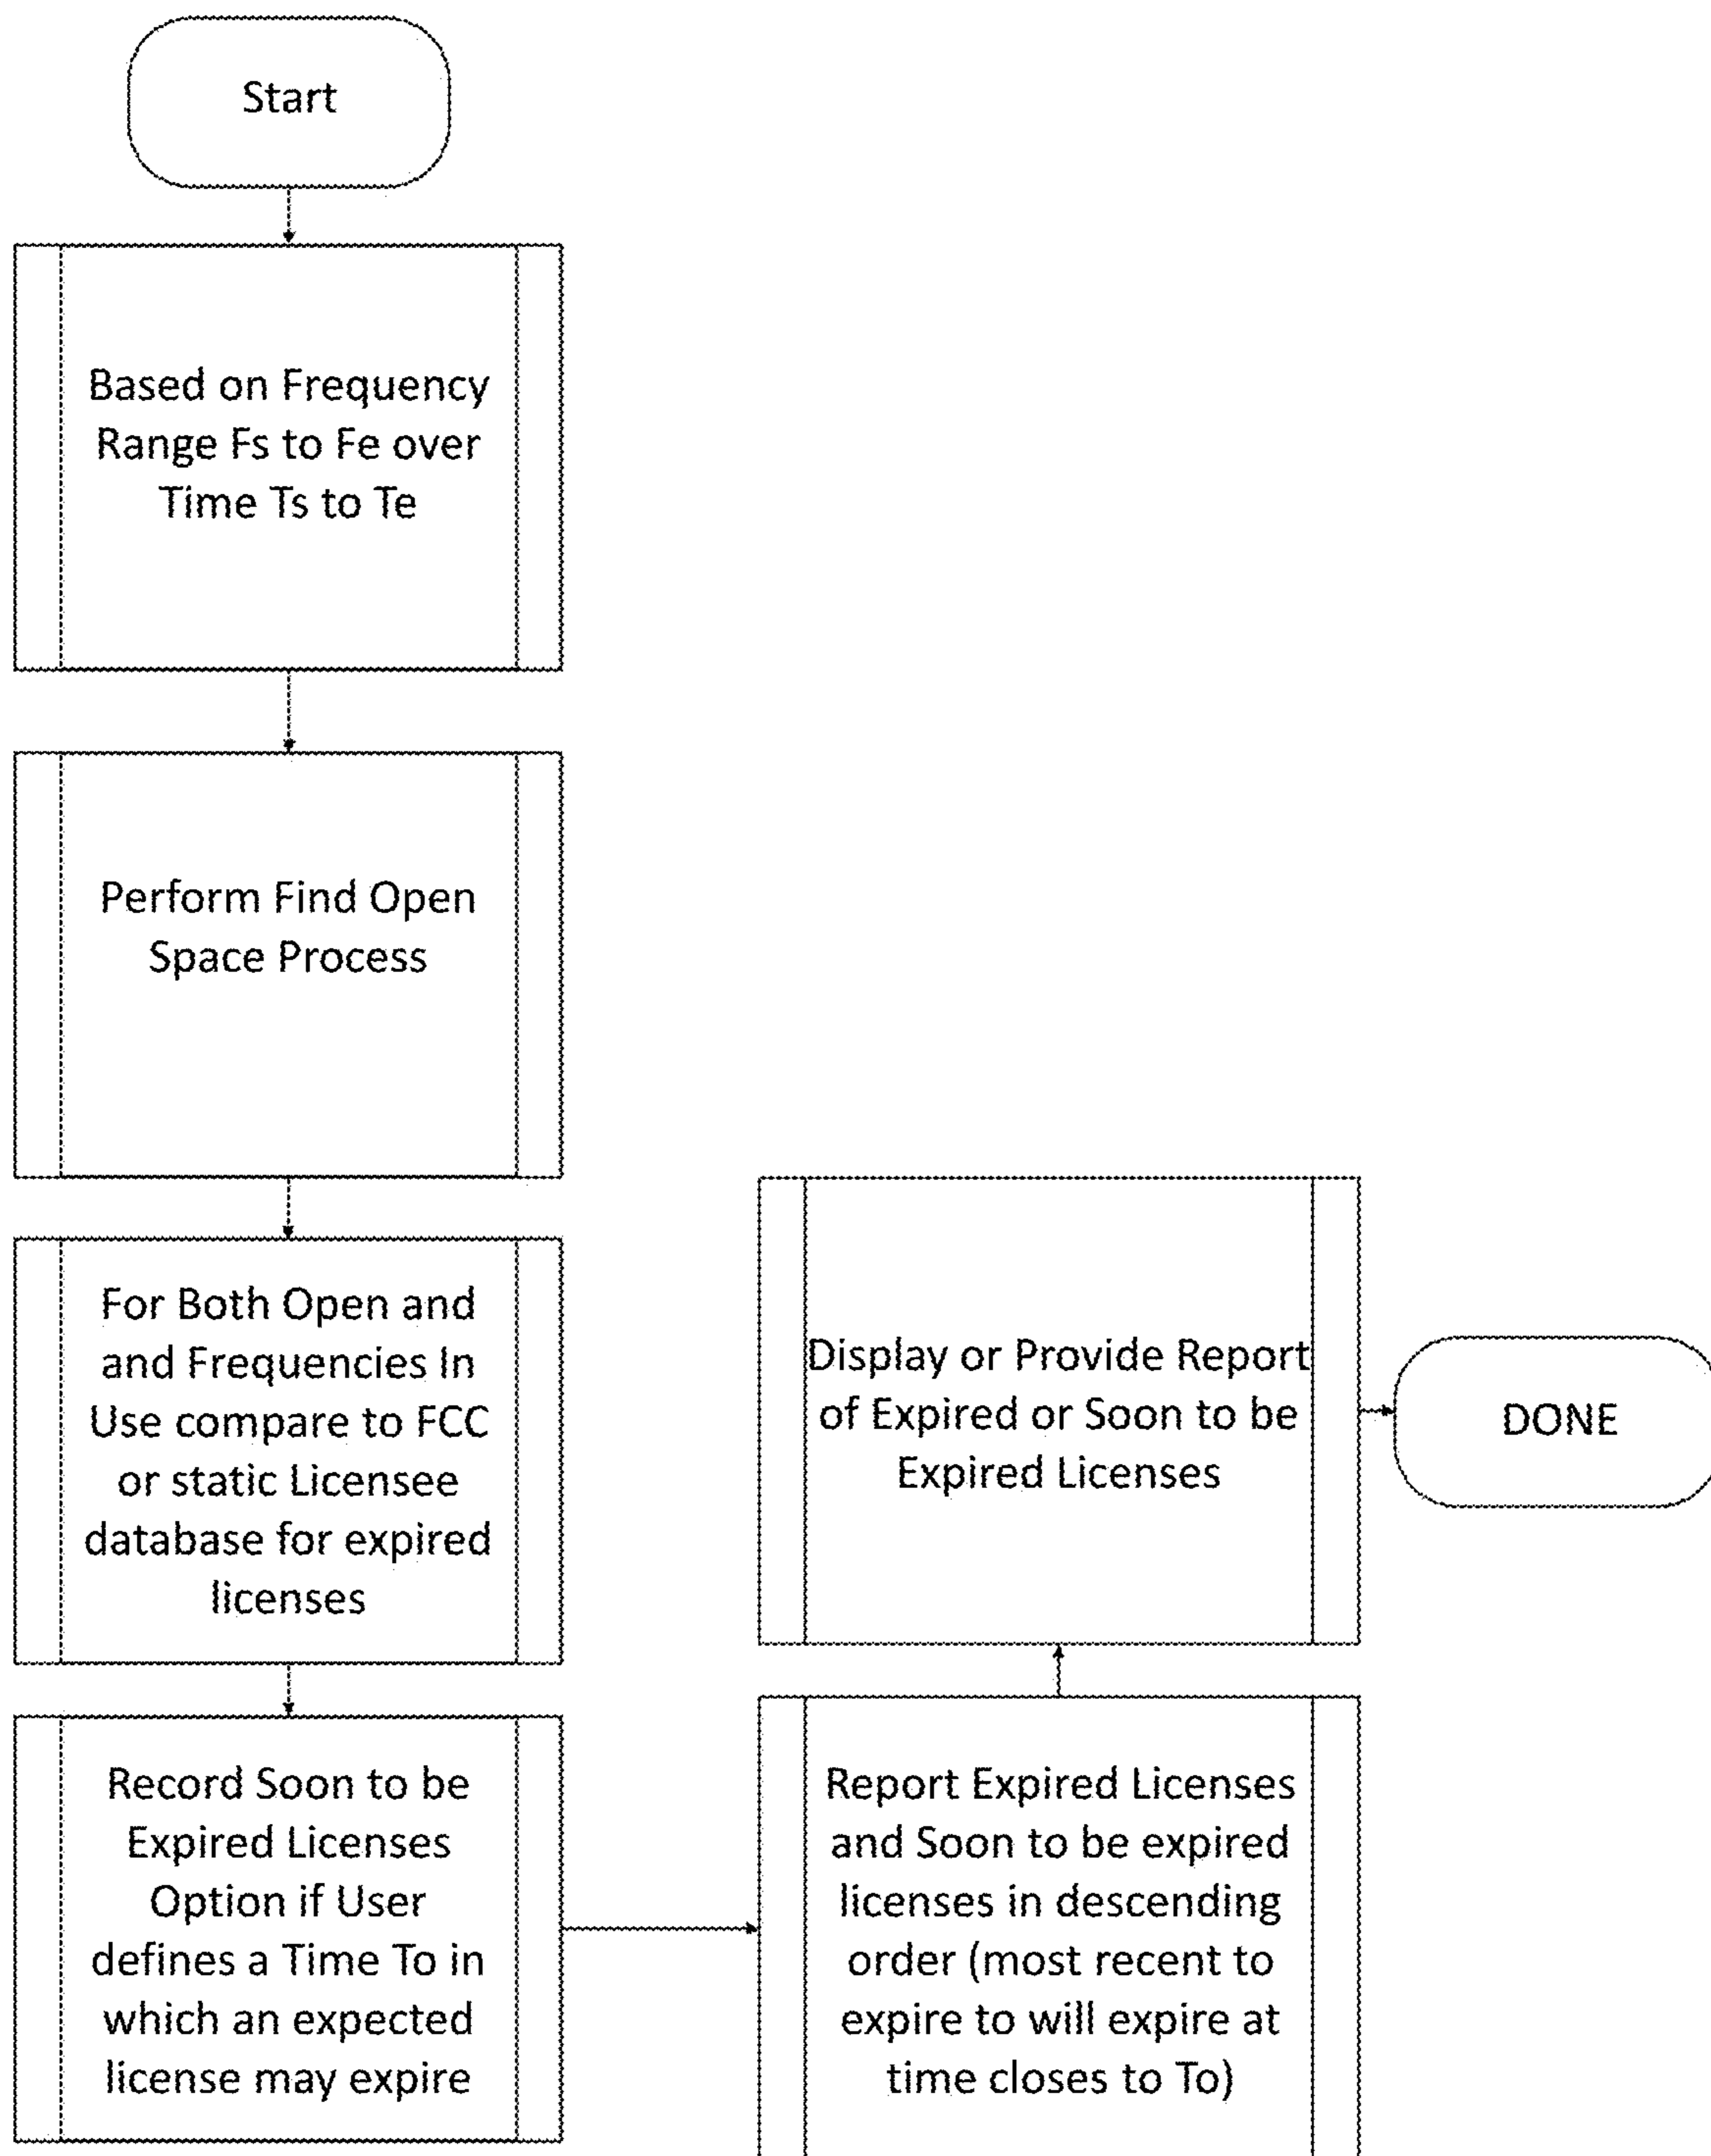 Start
Based on Frequency
Range Fs to Fe over
Time Ts to Te
Perform Find Open
Space Process
For Both Open and
and Frequencies In
Use compare to FCC
or static Licensee
database for expired
licenses
Record Soon to be
Expired Licenses
Option if User
defines a Time To in
which an expected
license may expire
Report Expired Licenses
and Soon to be expired
licenses in descending
order (most recent to
expire to will expire at
time closes to To)
Display or Provide Report
of Expired or Soon to be
Expired Licenses
DONE